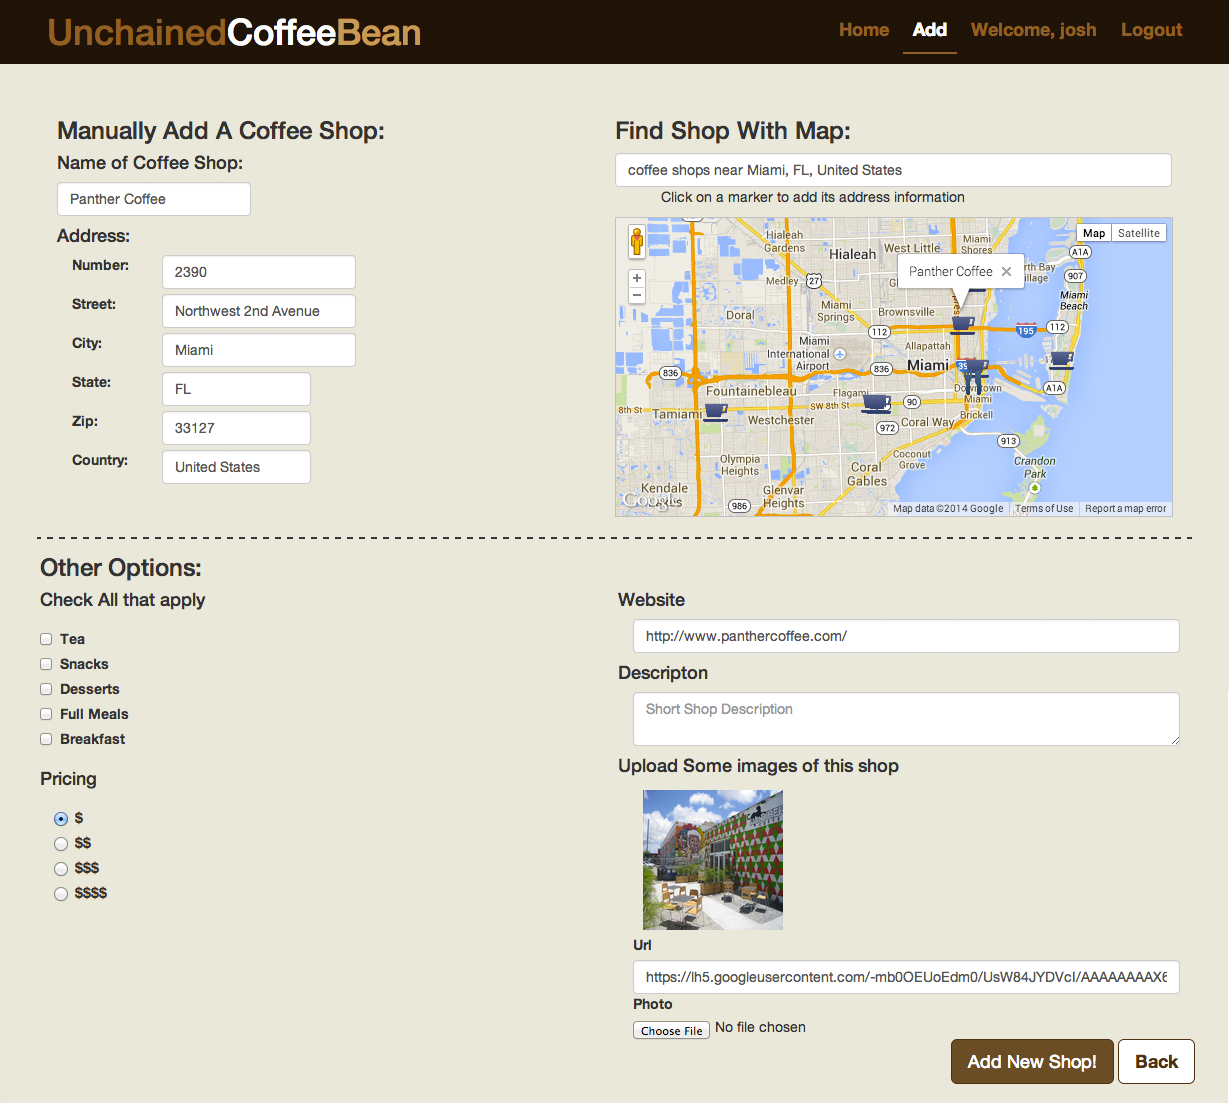 UnchainedCoffeeBean
Home Add Welcome, josh Logout
Manually Add A Coffee Shop:
Name of Coffee Shop:
Panther Coffee
Address:
Number: 2390
Street: Northwest 2nd Avenue
City: Miami
State: FL
Zip: 33127
Country: United States
Find Shop With Map:
coffee shops near Miami, FL, United States
Click on a marker to add its address information
Map Satellite
Hialeah
Gardens
Hialeah
West Little
Miami
Shores
A1A
Panther Coffee
907
Medley
27
Miami
Beach
Miami
Springs
Brownsville
Doral
112
195
112
Miami
International
Airport
Allapattah
836
836
Miami
Downtown
Miami
A1A
Fountainebleau
Flagami
90
8th St
Tamiami
SW 8th St
Westchester
972
Coral Way
Brickell
913
Coconut
Grove
Olympia
Heights
Coral
Gables
Crandon
Park
Kendale
Lakes
Glenvar
Heights
986
Google
Map data ©2014 Google Terms of Use Report a map error
Other Options:
Check All that apply
Tea
Snacks
Desserts
Full Meals
Breakfast
Pricing
$
$$
$$$
$$$$
Website
http://www.panthercoffee.com/
Descripton
Short Shop Description
Upload Some images of this shop
Url
https://lh5.googleusercontent.com/-mb0OEUoEdm0/UsW84JYDVcI/AAAAAAAAX6
Photo
Choose File No file chosen
Add New Shop! Back